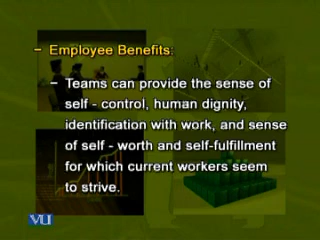 – Employee Benefits:
– Teams can provide the sense of
self - control, human dignity,
identification with work, and sense
of self - worth and self-fulfillment
for which current workers seem
to strive.
VU